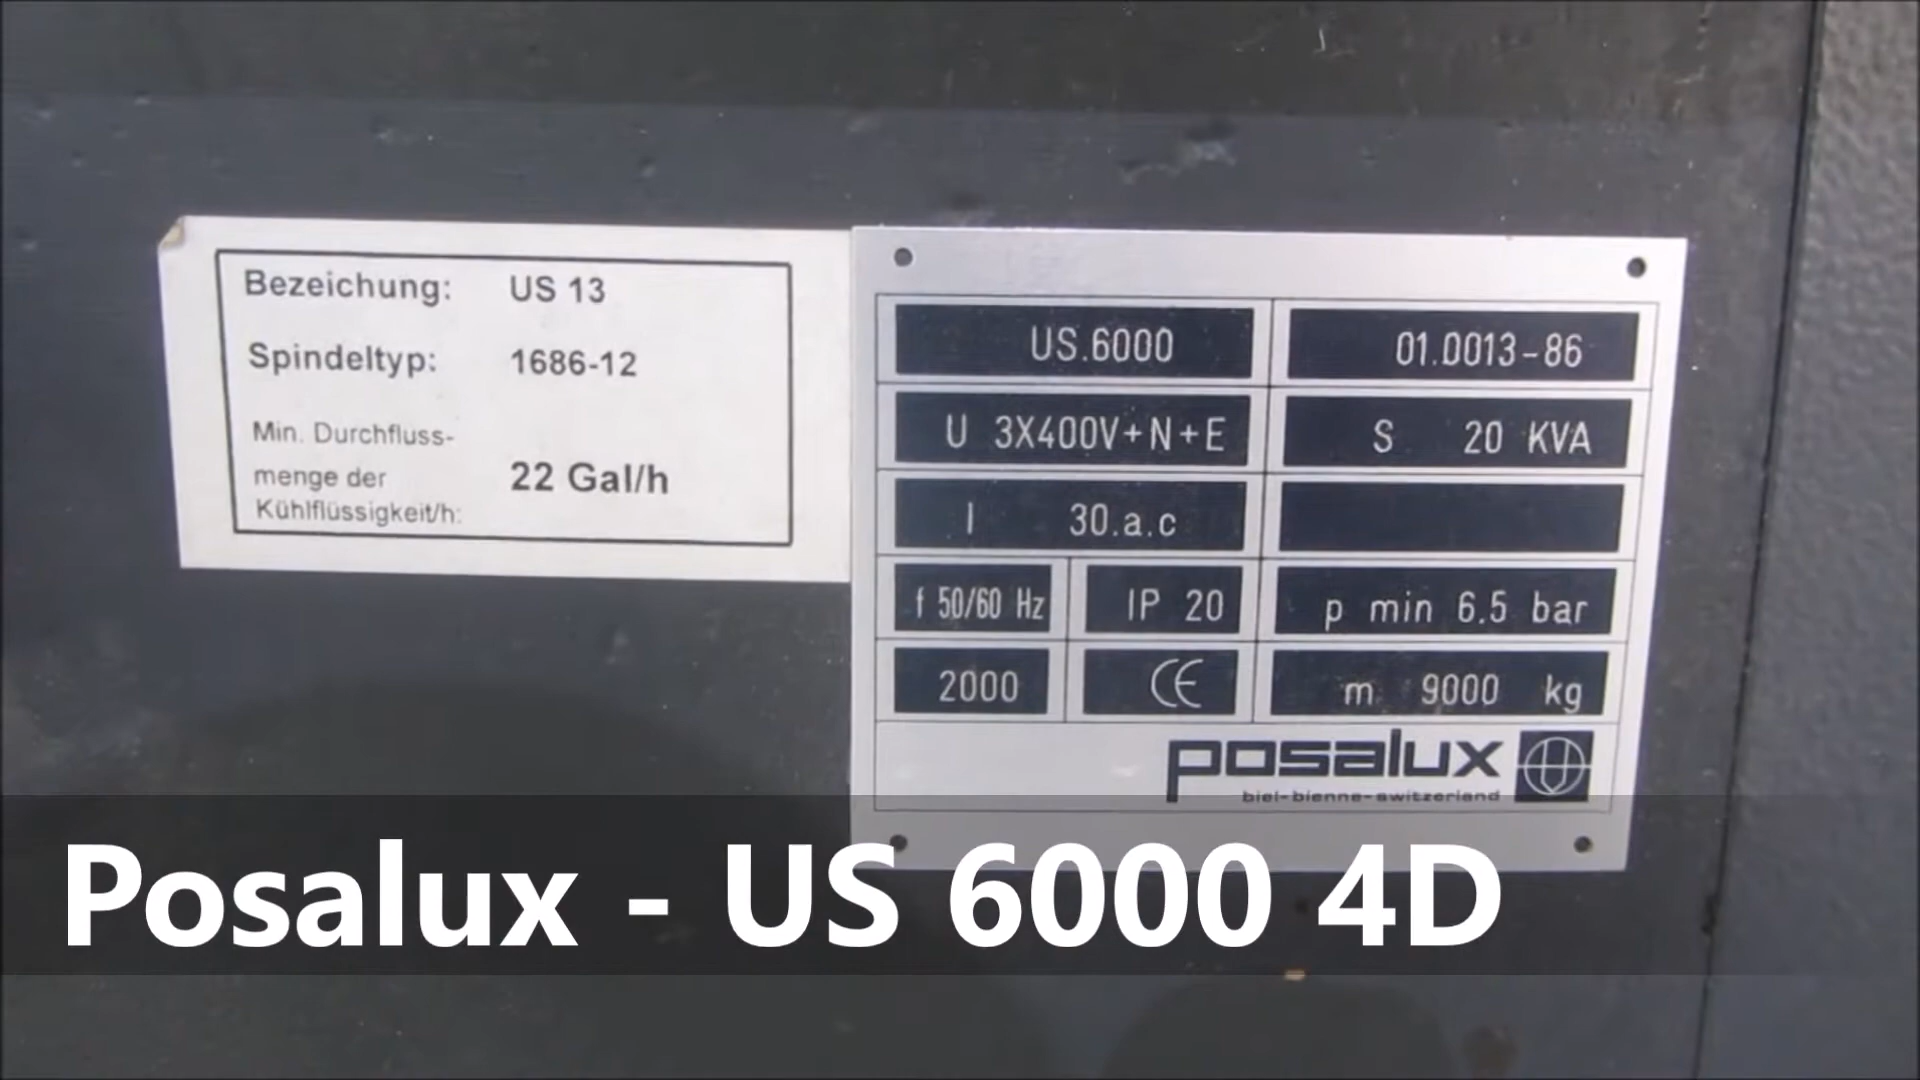 Bezeichung: US 13
Spindeltyp: 1686-12
Min. Durchfluss-
menge der 22 Gal/h
Kühlflüssigkeit/h:
US.6000 01.0013-86
U 3X400V+N+E S 20 KVA
I 30.a.c
f 50/60 Hz IP 20 p min 6.5 bar
2000 CE m 9000 kg
posalux
biel-bienne-switzerland
Posalux - US 6000 4D